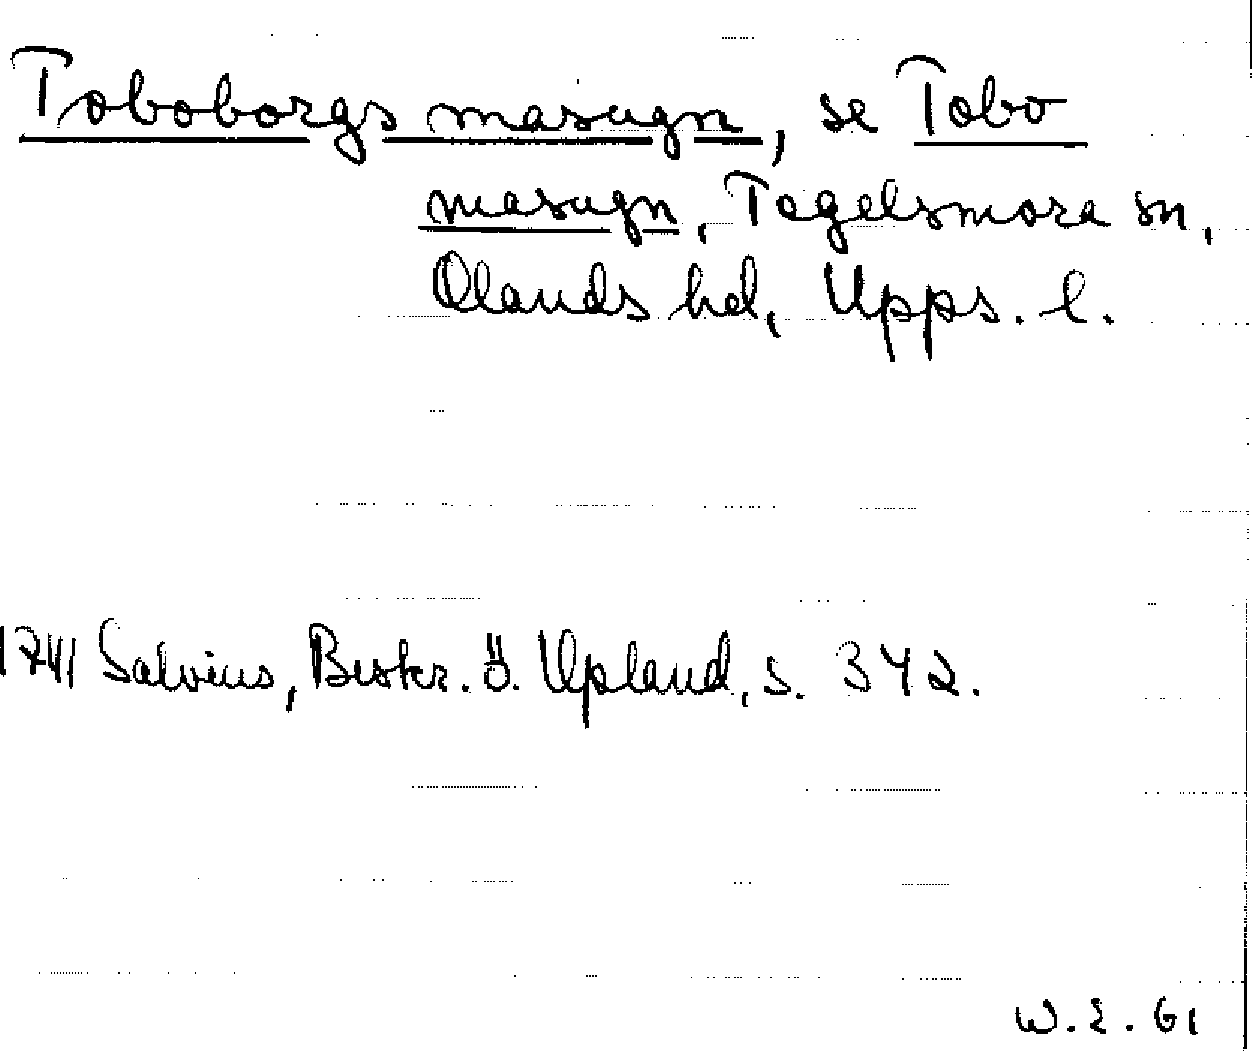 Toboborgs masugn, se Tobo
masugn, Tegelsmora sn,
Olands hd, Upps. l.
1741 Salvius, Beskr. ö. Upland, s. 342.
W.E. 61